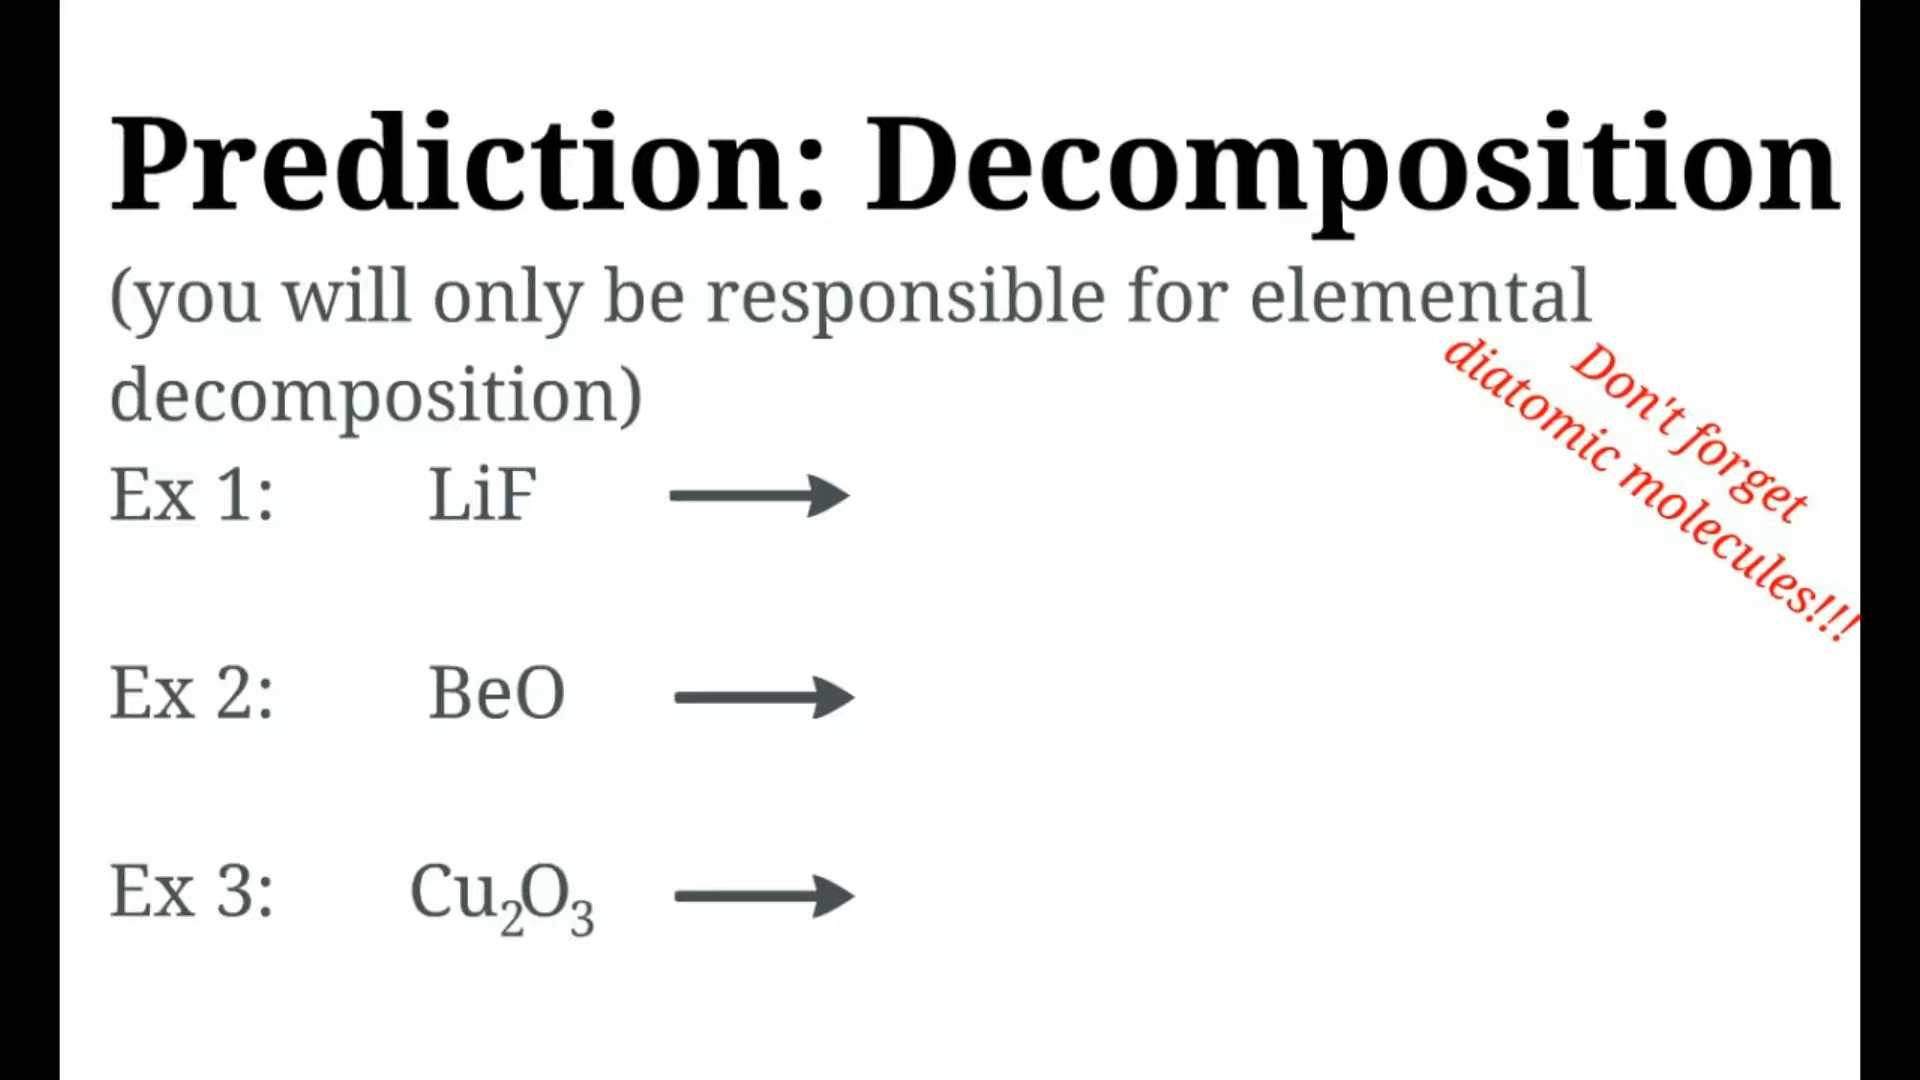 Prediction: Decomposition
(you will only be responsible for elemental
decomposition)
Don't forget
diatomic molecules!!!
Ex 1: LiF
Ex 2: BeO
Ex 3: Cu₂O₃